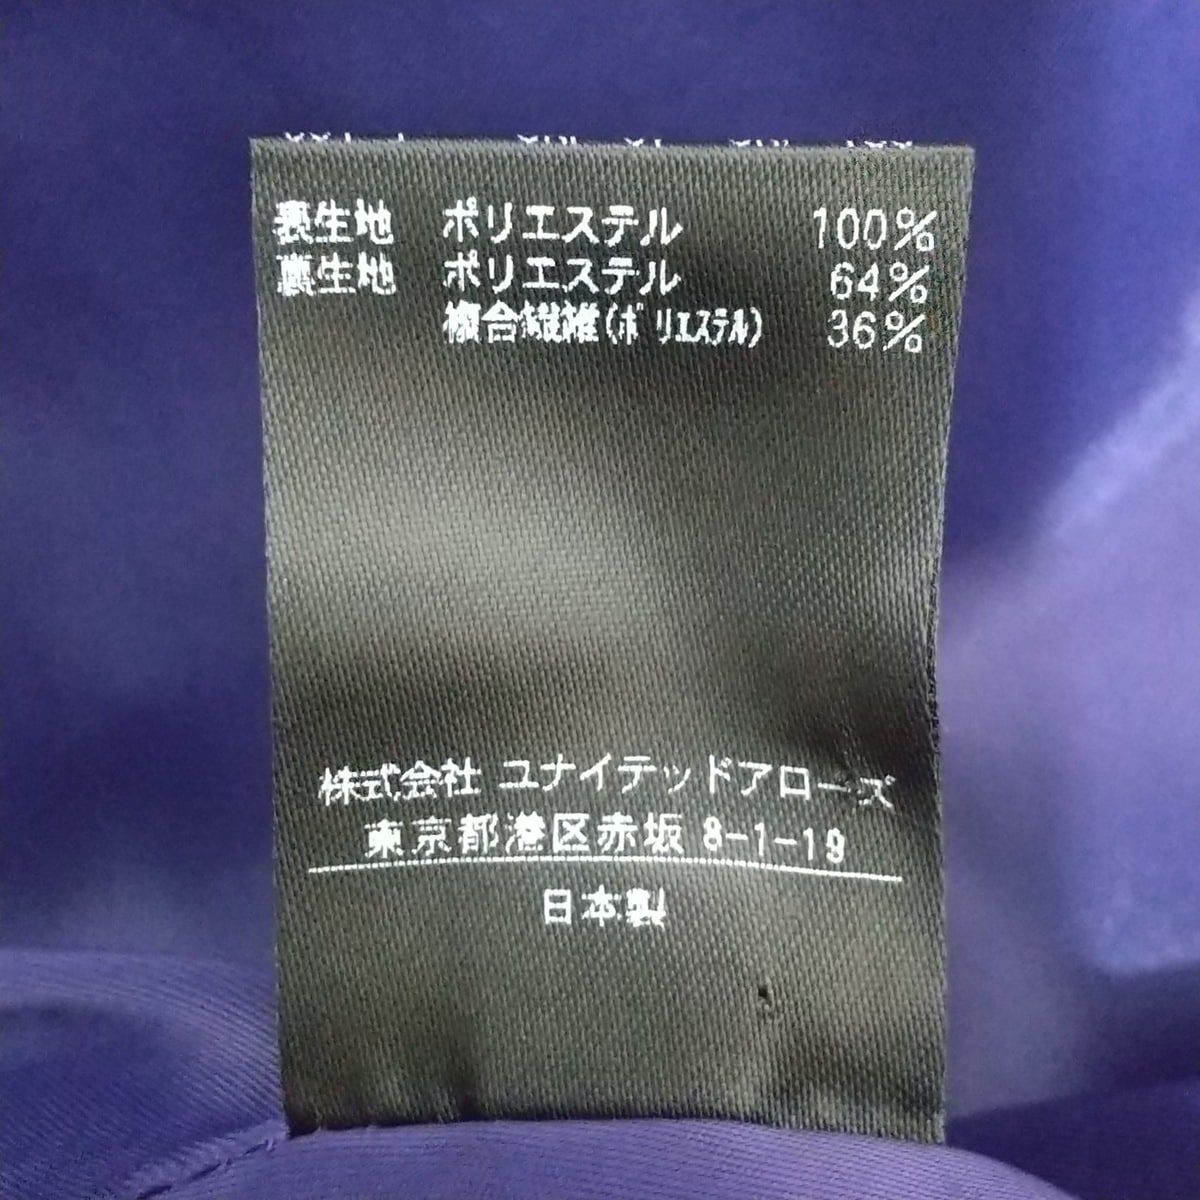 表生地 ポリエステル 100%
裏生地 ポリエステル 64%
複合繊維(ポリエステル) 36%
株式会社 ユナイテッドアローズ
東京都港区赤坂 8-1-19
日本製